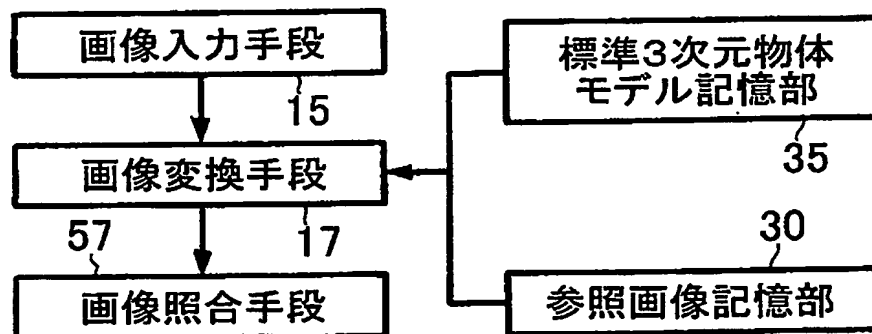 画像入力手段
15
標準3次元物体
モデル記憶部
35
画像変換手段
17
57
画像照合手段
30
参照画像記憶部